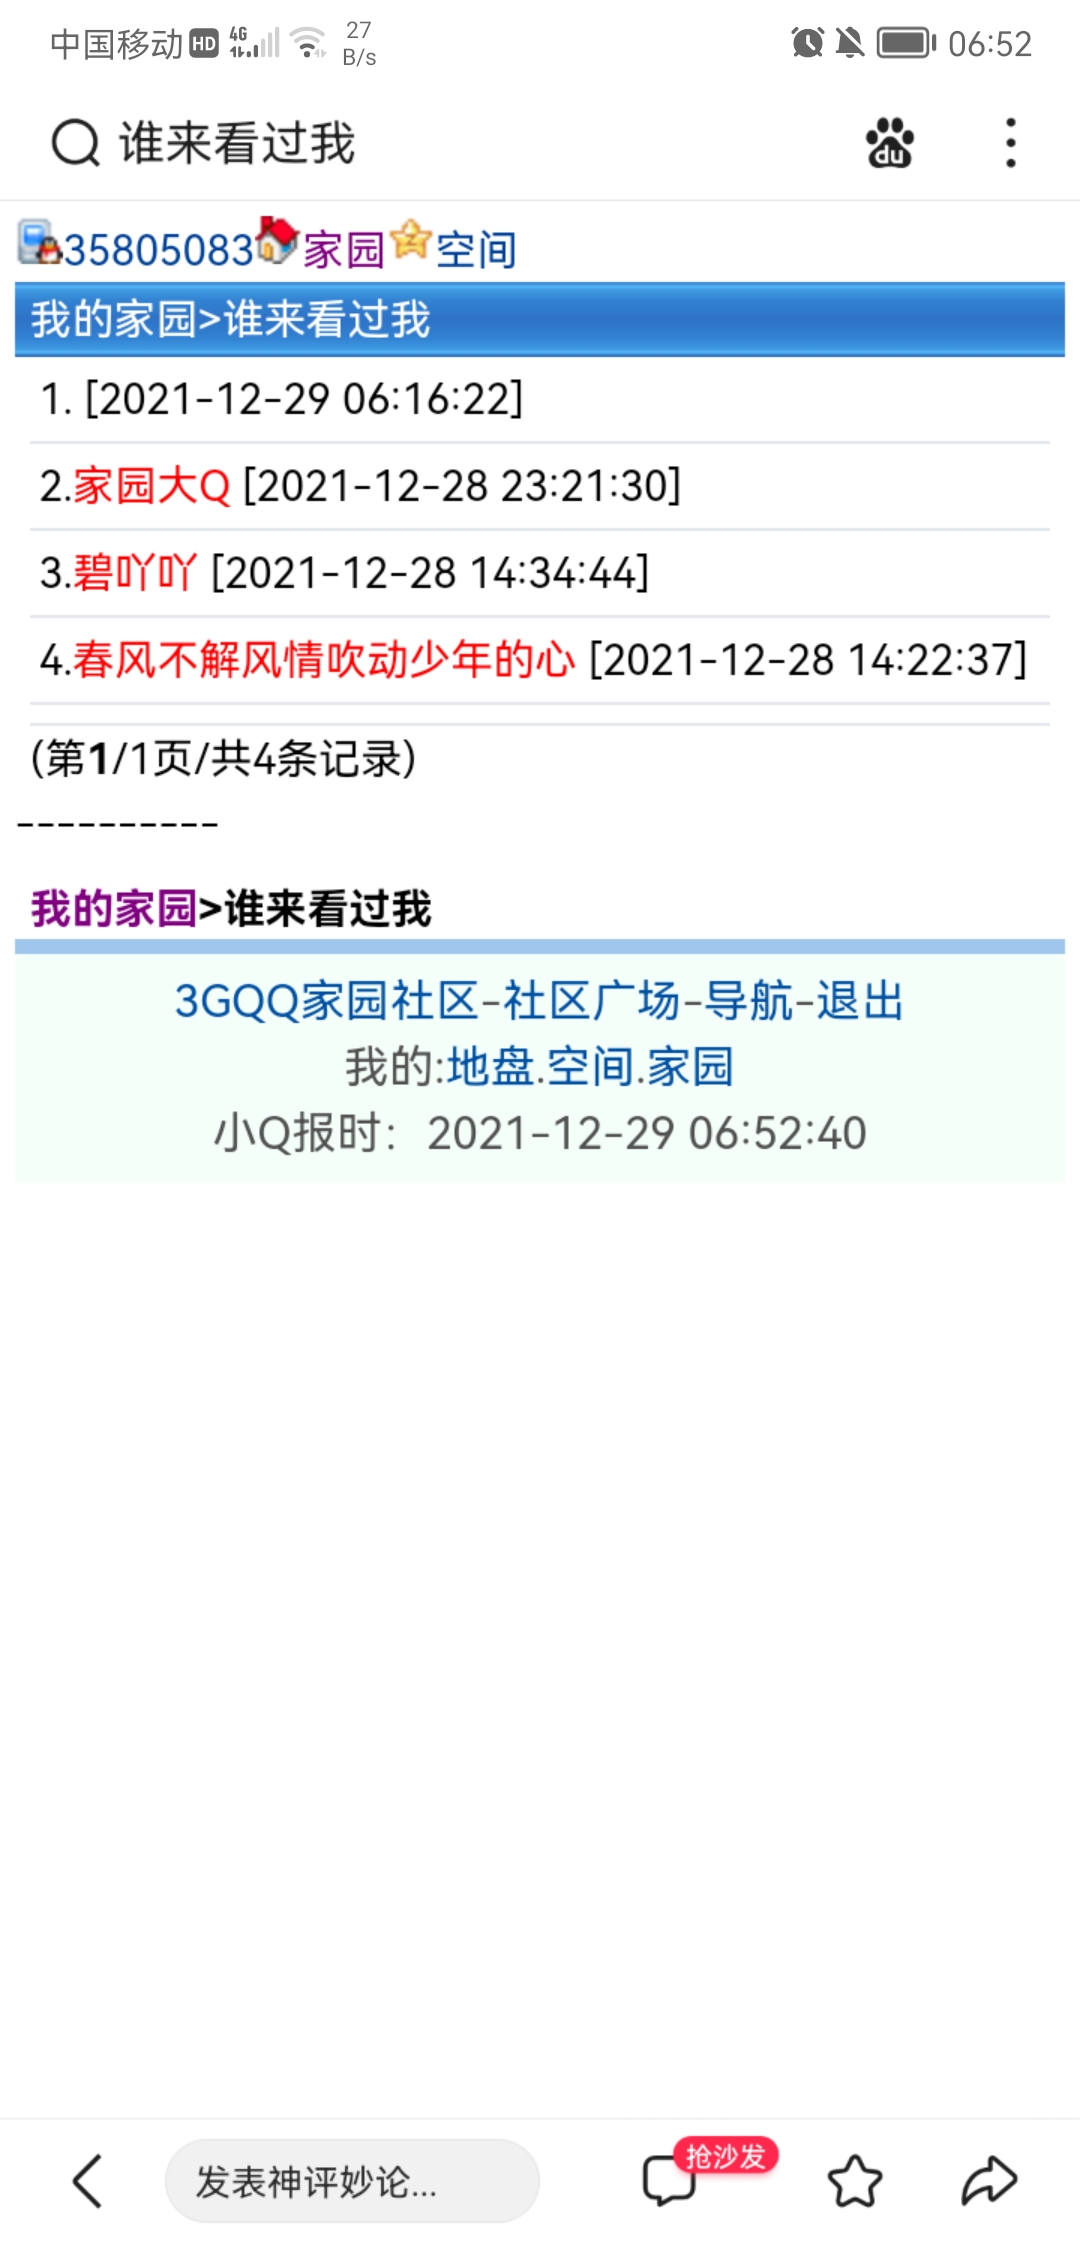 中国移动 HD 4G 27 B/s 06:52
谁来看过我 du
35805083家园空间
我的家园>谁来看过我
1. [2021-12-29 06:16:22]
2.家园大Q [2021-12-28 23:21:30]
3.碧吖吖 [2021-12-28 14:34:44]
4.春风不解风情吹动少年的心 [2021-12-28 14:22:37]
(第1/1页/共4条记录)
----------
我的家园>谁来看过我
3GQQ家园社区-社区广场-导航-退出
我的:地盘.空间.家园
小Q报时：2021-12-29 06:52:40
发表神评妙论... 抢沙发